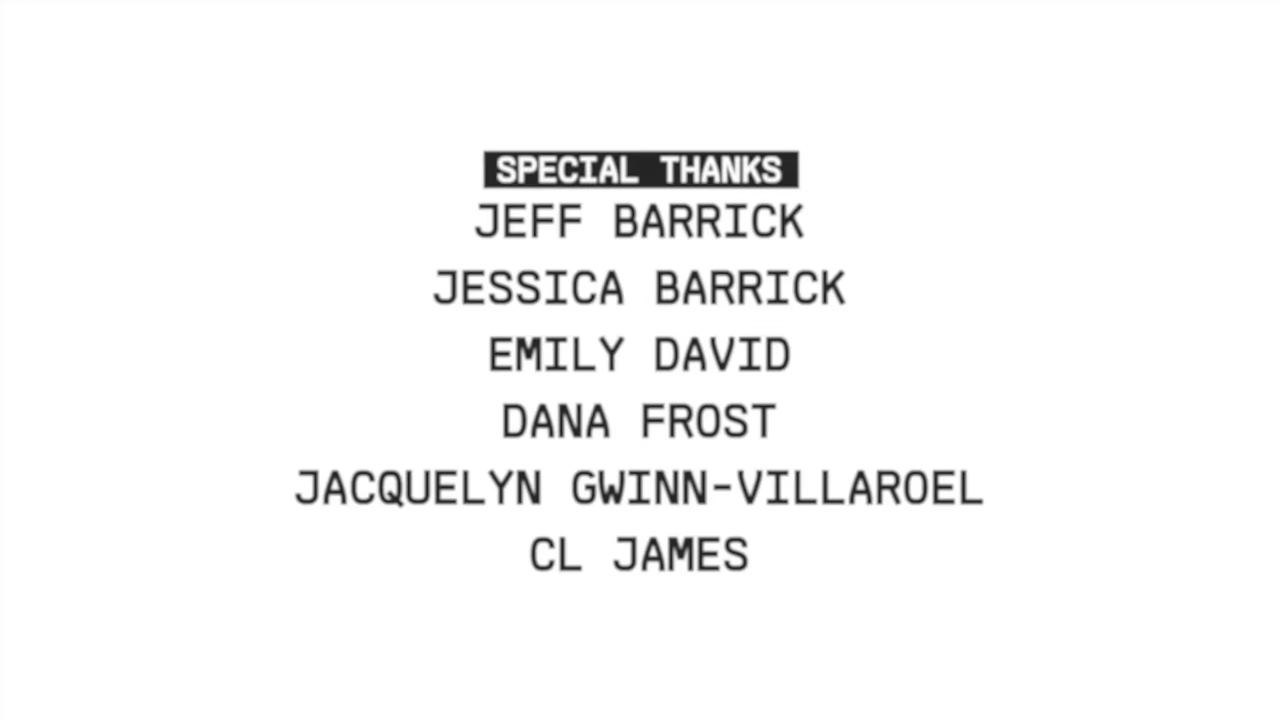 SPECIAL THANKS
JEFF BARRICK
JESSICA BARRICK
EMILY DAVID
DANA FROST
JACQUELYN GWINN-VILLAROEL
CL JAMES